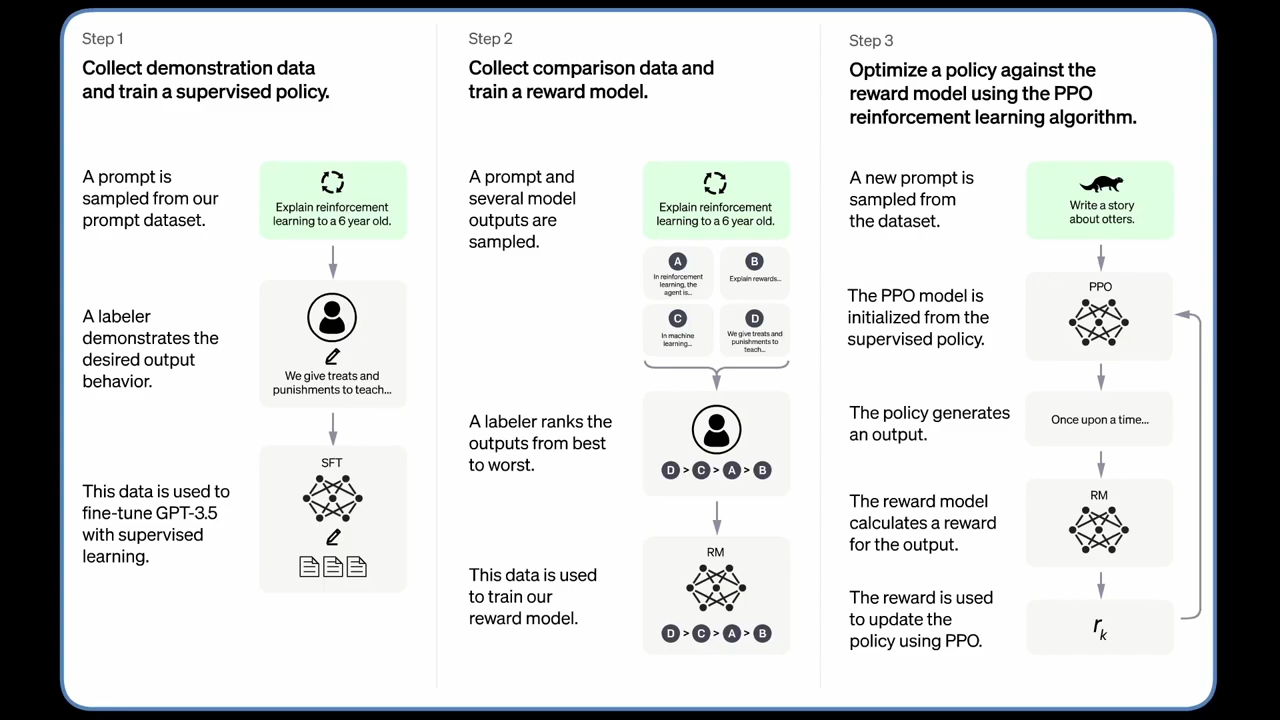 Step 1
Collect demonstration data
and train a supervised policy.
A prompt is
sampled from our
prompt dataset.
Explain reinforcement
learning to a 6 year old.
A labeler
demonstrates the
desired output
behavior.
We give treats and
punishments to teach...
This data is used to
fine-tune GPT-3.5
with supervised
learning.
SFT
Step 2
Collect comparison data and
train a reward model.
A prompt and
several model
outputs are
sampled.
Explain reinforcement
learning to a 6 year old.
A
In reinforcement
learning, the
agent is...
B
Explain rewards...
C
In machine
learning...
D
We give treats and
punishments to
teach...
A labeler ranks the
outputs from best
to worst.
D > C > A > B
This data is used
to train our
reward model.
RM
D > C > A > B
Step 3
Optimize a policy against the
reward model using the PPO
reinforcement learning algorithm.
A new prompt is
sampled from
the dataset.
Write a story
about otters.
The PPO model is
initialized from the
supervised policy.
PPO
The policy generates
an output.
Once upon a time...
The reward model
calculates a reward
for the output.
RM
The reward is used
to update the
policy using PPO.
rk